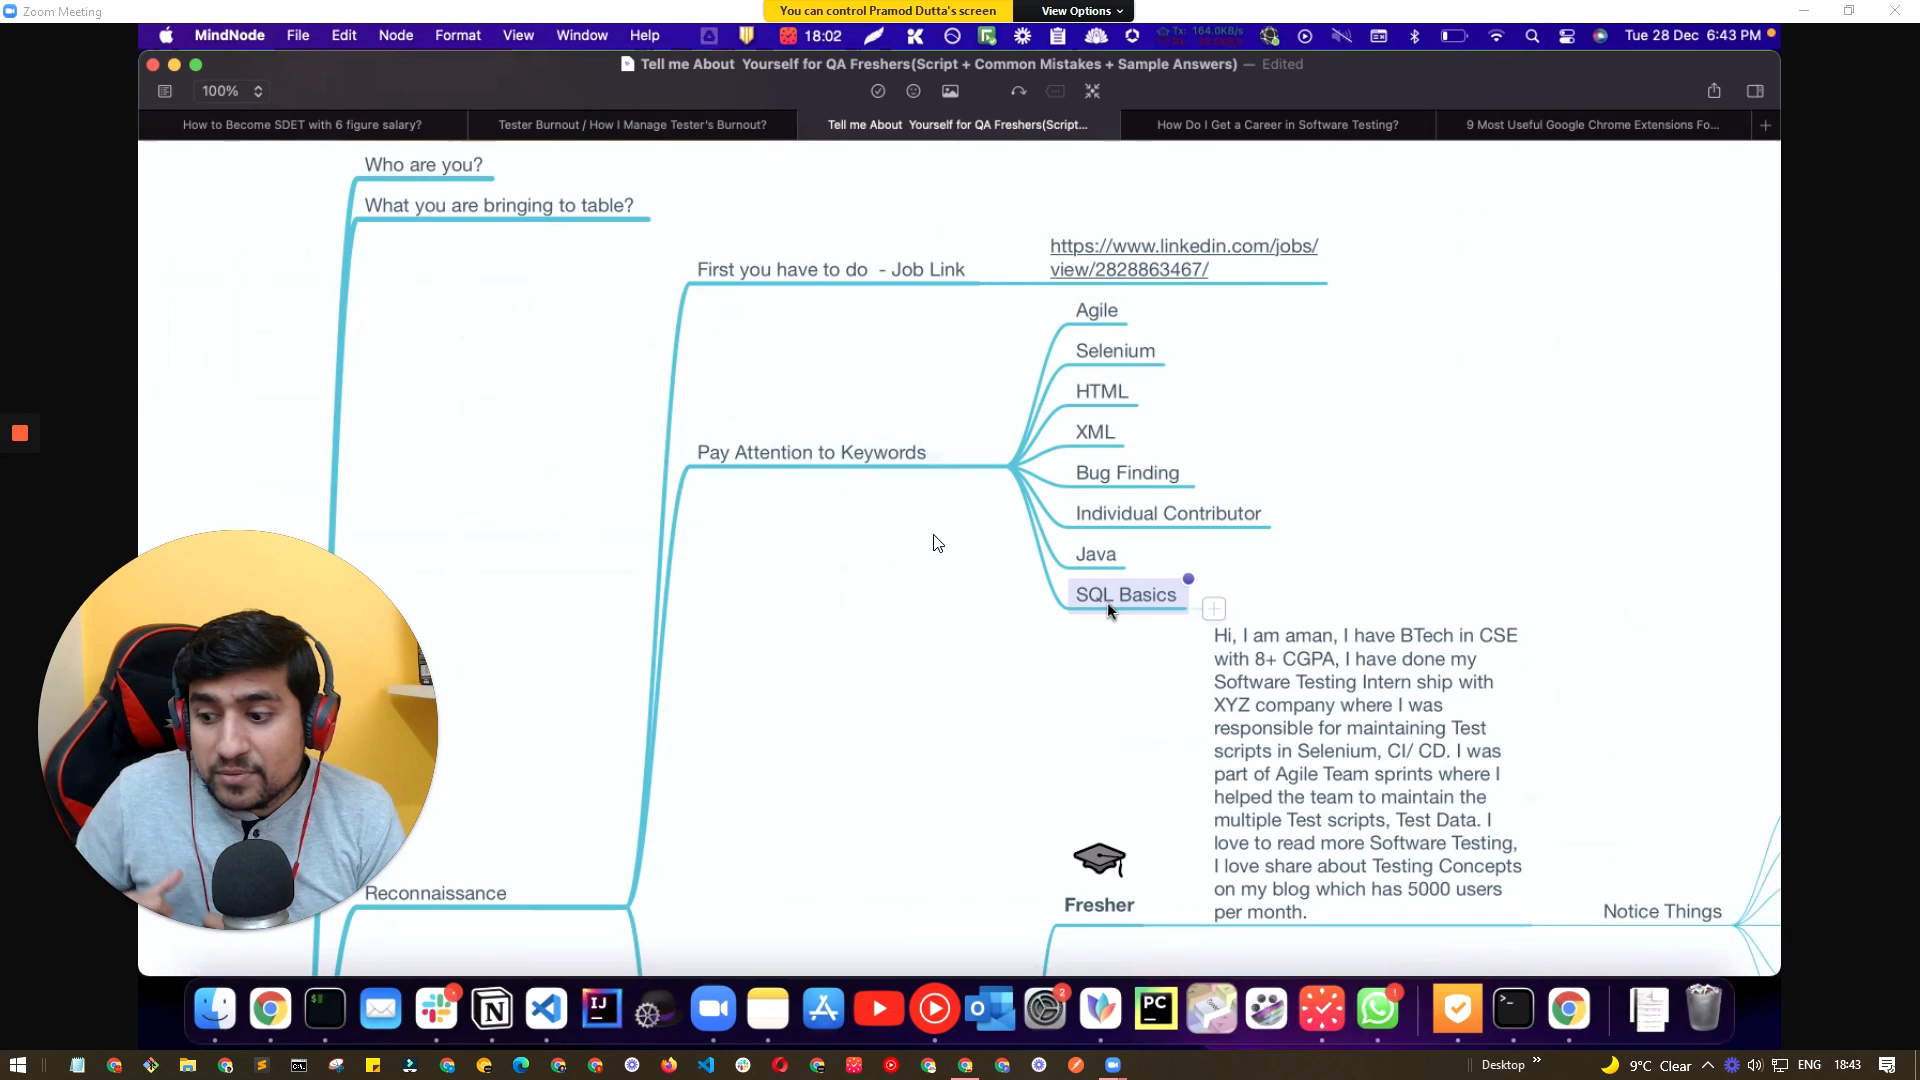 Zoom Meeting
You can control Pramod Dutta's screen
View Options
MindNode File Edit Node Format View Window Help
18:02
Tx: 164.0KB/s
Tue 28 Dec 6:43 PM
Tell me About Yourself for QA Freshers(Script + Common Mistakes + Sample Answers) — Edited
100%
How to Become SDET with 6 figure salary?
Tester Burnout / How I Manage Tester's Burnout?
Tell me About Yourself for QA Freshers(Script...
How Do I Get a Career in Software Testing?
9 Most Useful Google Chrome Extensions Fo...
Who are you?
What you are bringing to table?
First you have to do - Job Link
https://www.linkedin.com/jobs/
view/2828863467/
Pay Attention to Keywords
Agile
Selenium
HTML
XML
Bug Finding
Individual Contributor
Java
SQL Basics
Hi, I am aman, I have BTech in CSE
with 8+ CGPA, I have done my
Software Testing Intern ship with
XYZ company where I was
responsible for maintaining Test
scripts in Selenium, CI/ CD. I was
part of Agile Team sprints where I
helped the team to maintain the
multiple Test scripts, Test Data. I
love to read more Software Testing,
I love share about Testing Concepts
on my blog which has 5000 users
per month.
Fresher
Notice Things
Reconnaissance
IJ
PC
2
1
Desktop
9°C Clear
ENG
18:43